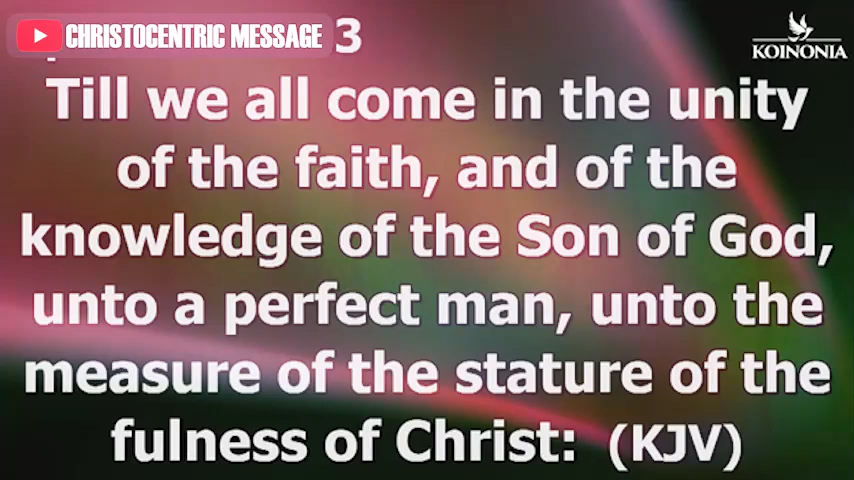 CHRISTOCENTRIC MESSAGE 3
KOINONIA
Till we all come in the unity
of the faith, and of the
knowledge of the Son of God,
unto a perfect man, unto the
measure of the stature of the
fulness of Christ: (KJV)